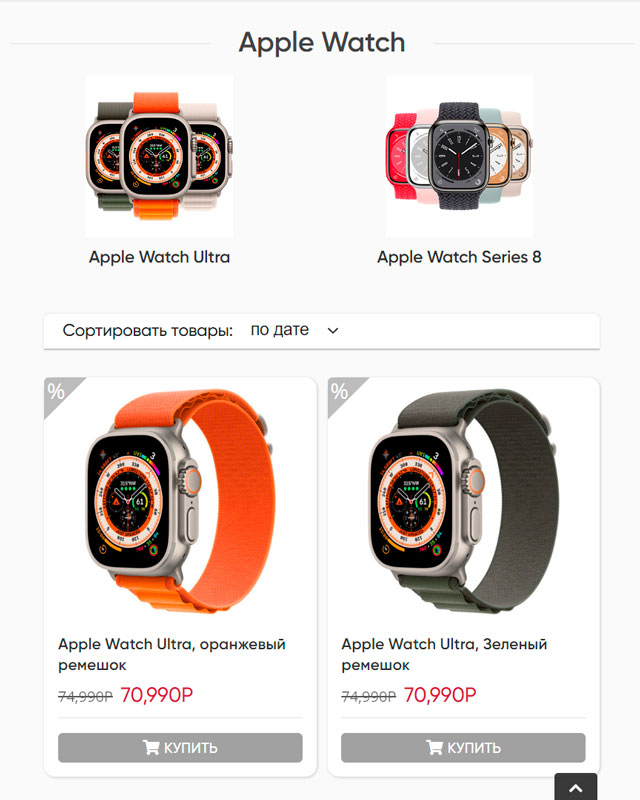 Apple Watch
Apple Watch Ultra
Apple Watch Series 8
Сортировать товары: по дате
%
%
Apple Watch Ultra, оранжевый
ремешок
74,990Р 70,990Р
КУПИТЬ
Apple Watch Ultra, Зеленый
ремешок
74,990Р 70,990Р
КУПИТЬ